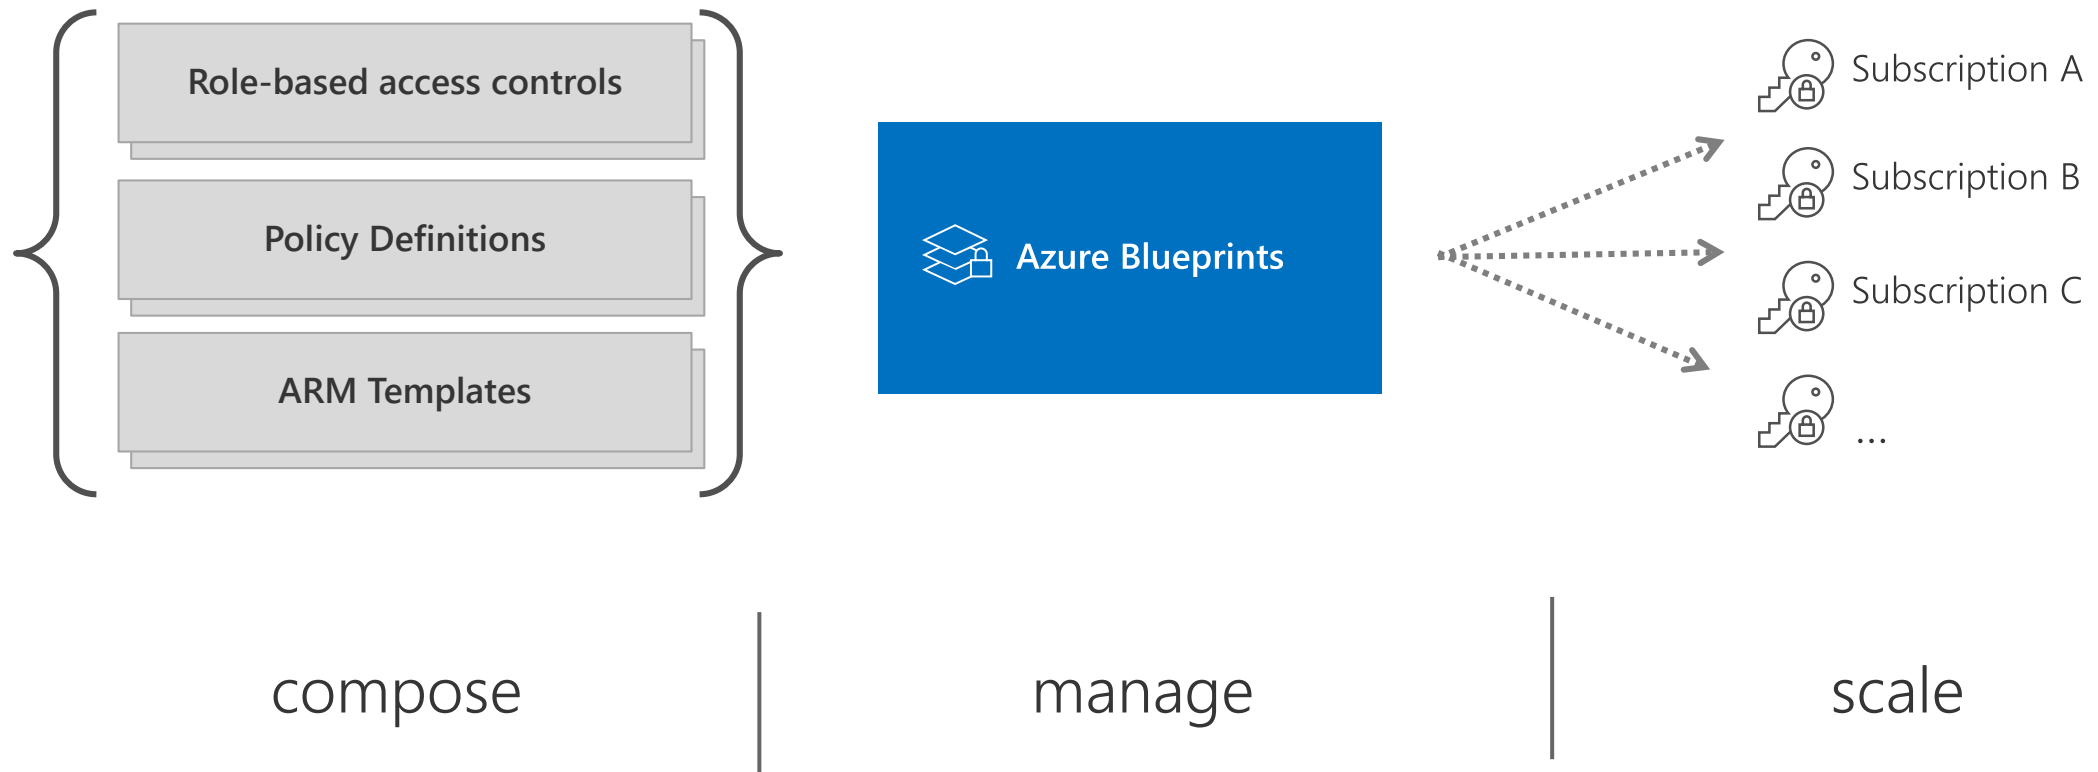 Role-based access controls
Policy Definitions
ARM Templates
Azure Blueprints
Subscription A
Subscription B
Subscription C
...
compose
manage
scale